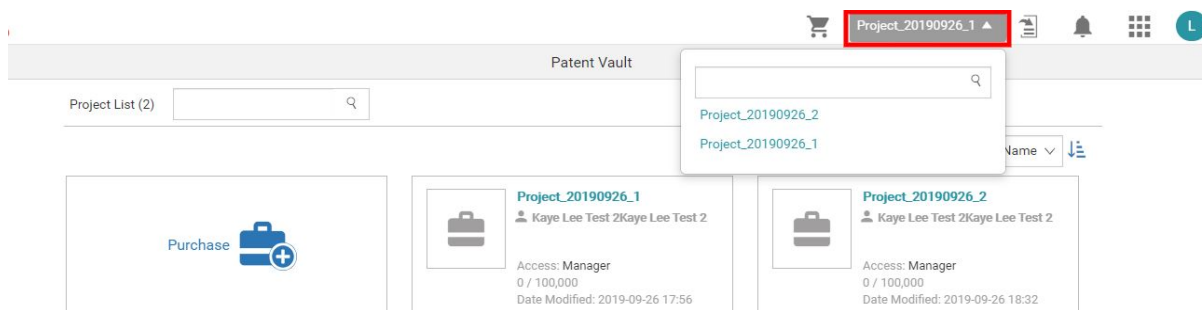 Project_20190926_1
L
Patent Vault
Project List (2)
Project_20190926_2
Project_20190926_1
Name
Purchase
Project_20190926_1
Kaye Lee Test 2Kaye Lee Test 2
Access: Manager
0 / 100,000
Date Modified: 2019-09-26 17:56
Project_20190926_2
Kaye Lee Test 2Kaye Lee Test 2
Access: Manager
0 / 100,000
Date Modified: 2019-09-26 18:32